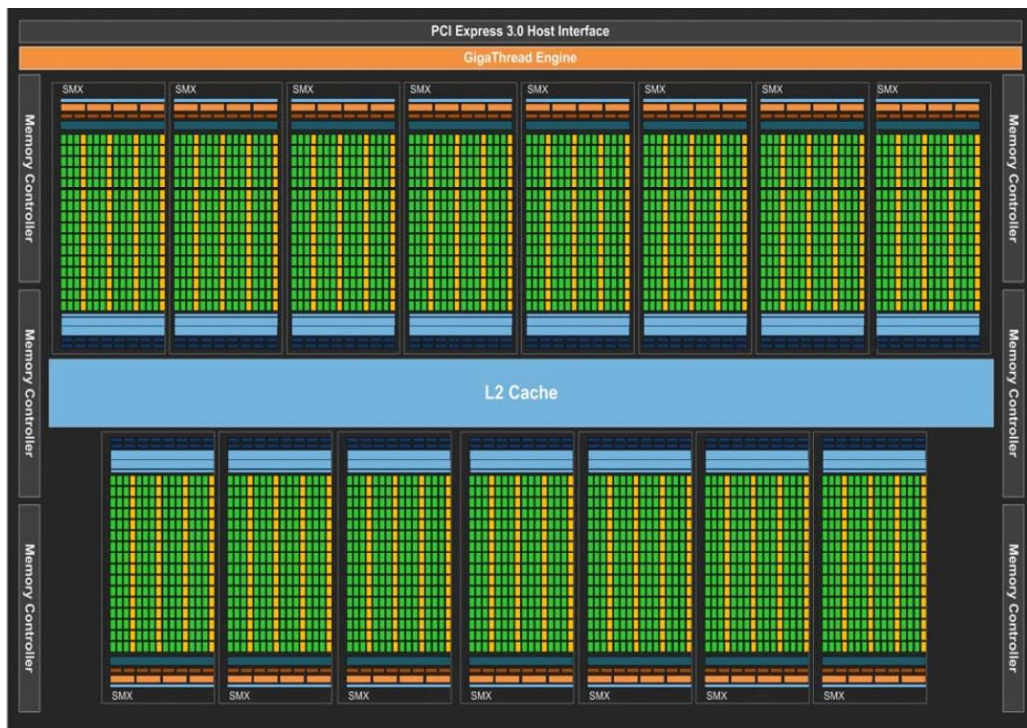 PCI Express 3.0 Host Interface
GigaThread Engine
SMX SMX SMX SMX SMX SMX SMX SMX
Memory Controller
Memory Controller
Memory Controller
Memory Controller
Memory Controller
Memory Controller
L2 Cache
SMX SMX SMX SMX SMX SMX SMX